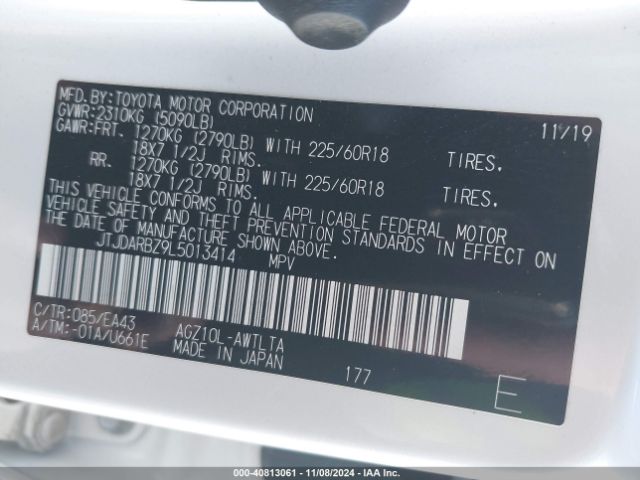 MFD.BY:TOYOTA MOTOR CORPORATION 11/19
GVWR:2310KG (5090LB)
GAWR:FRT. 1270KG (2790LB) WITH 225/60R18 TIRES.
18X7 1/2J RIMS.
RR. 1270KG (2790LB) WITH 225/60R18 TIRES.
18X7 1/2J RIMS.
THIS VEHICLE CONFORMS TO ALL APPLICABLE FEDERAL MOTOR
VEHICLE SAFETY AND THEFT PREVENTION STANDARDS IN EFFECT ON
THE DATE OF MANUFACTURE SHOWN ABOVE.
JTJDARBZ9L5013414 MPV
C/TR:085/EA43 AGZ10L-AWTLTA
A/TM:-01A/U661E MADE IN JAPAN
177 E
000-40813061 - 11/08/2024 - IAA Inc.